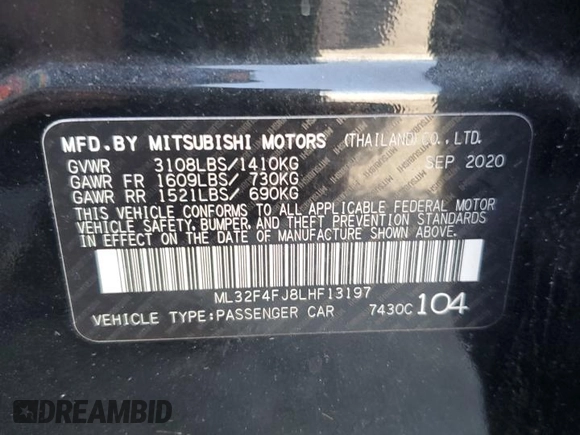 MFD.BY MITSUBISHI MOTORS (THAILAND) CO., LTD.
GVWR 3108LBS/1410KG SEP 2020
GAWR FR 1609LBS/ 730KG
GAWR RR 1521LBS/ 690KG
THIS VEHICLE CONFORMS TO ALL APPLICABLE FEDERAL MOTOR
VEHICLE SAFETY, BUMPER, AND THEFT PREVENTION STANDARDS
IN EFFECT ON THE DATE OF MANUFACTURE SHOWN ABOVE.
ML32F4FJ8LHF13197
VEHICLE TYPE:PASSENGER CAR 7430C 104
DREAMBID